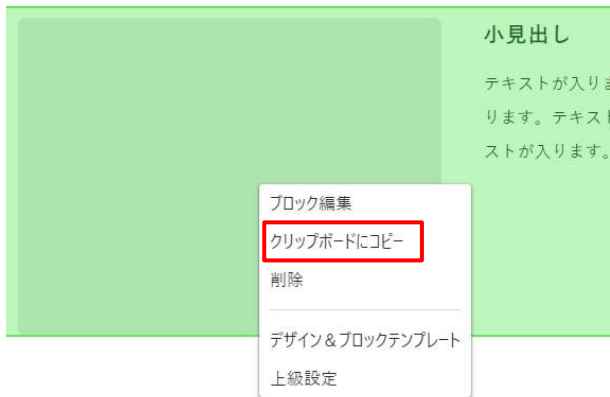 小見出し
テキストが入りま
ります。テキスト
ストが入ります。
ブロック編集
クリップボードにコピー
削除
デザイン＆ブロックテンプレート
上級設定